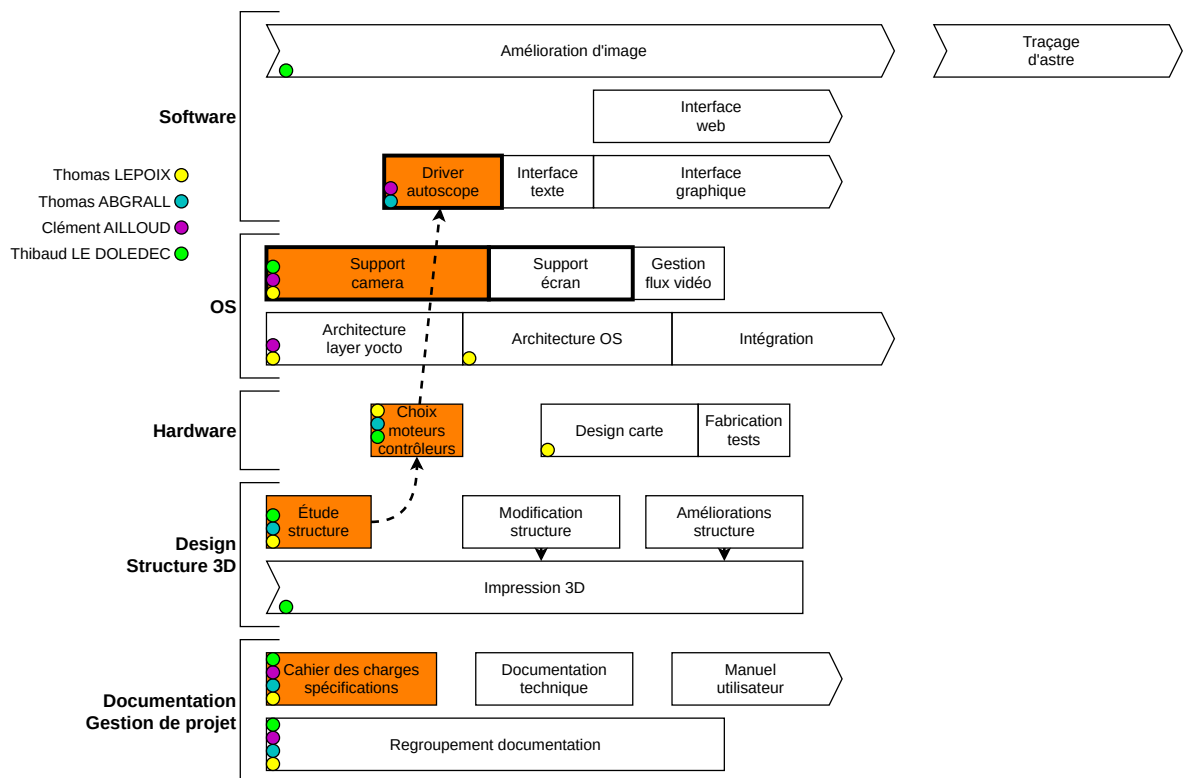 Amélioration d'image
Traçage
d'astre
Software
Interface
web
Driver
autoscope
Interface
texte
Interface
graphique
Thomas LEPOIX
Thomas ABGRALL
Clément AILLOUD
Thibaud LE DOLEDEC
OS
Support
camera
Support
écran
Gestion
flux vidéo
Architecture
layer yocto
Architecture OS
Intégration
Hardware
Choix
moteurs
contrôleurs
Design carte
Fabrication
tests
Design
Structure 3D
Étude
structure
Modification
structure
Améliorations
structure
Impression 3D
Documentation
Gestion de projet
Cahier des charges
spécifications
Documentation
technique
Manuel
utilisateur
Regroupement documentation